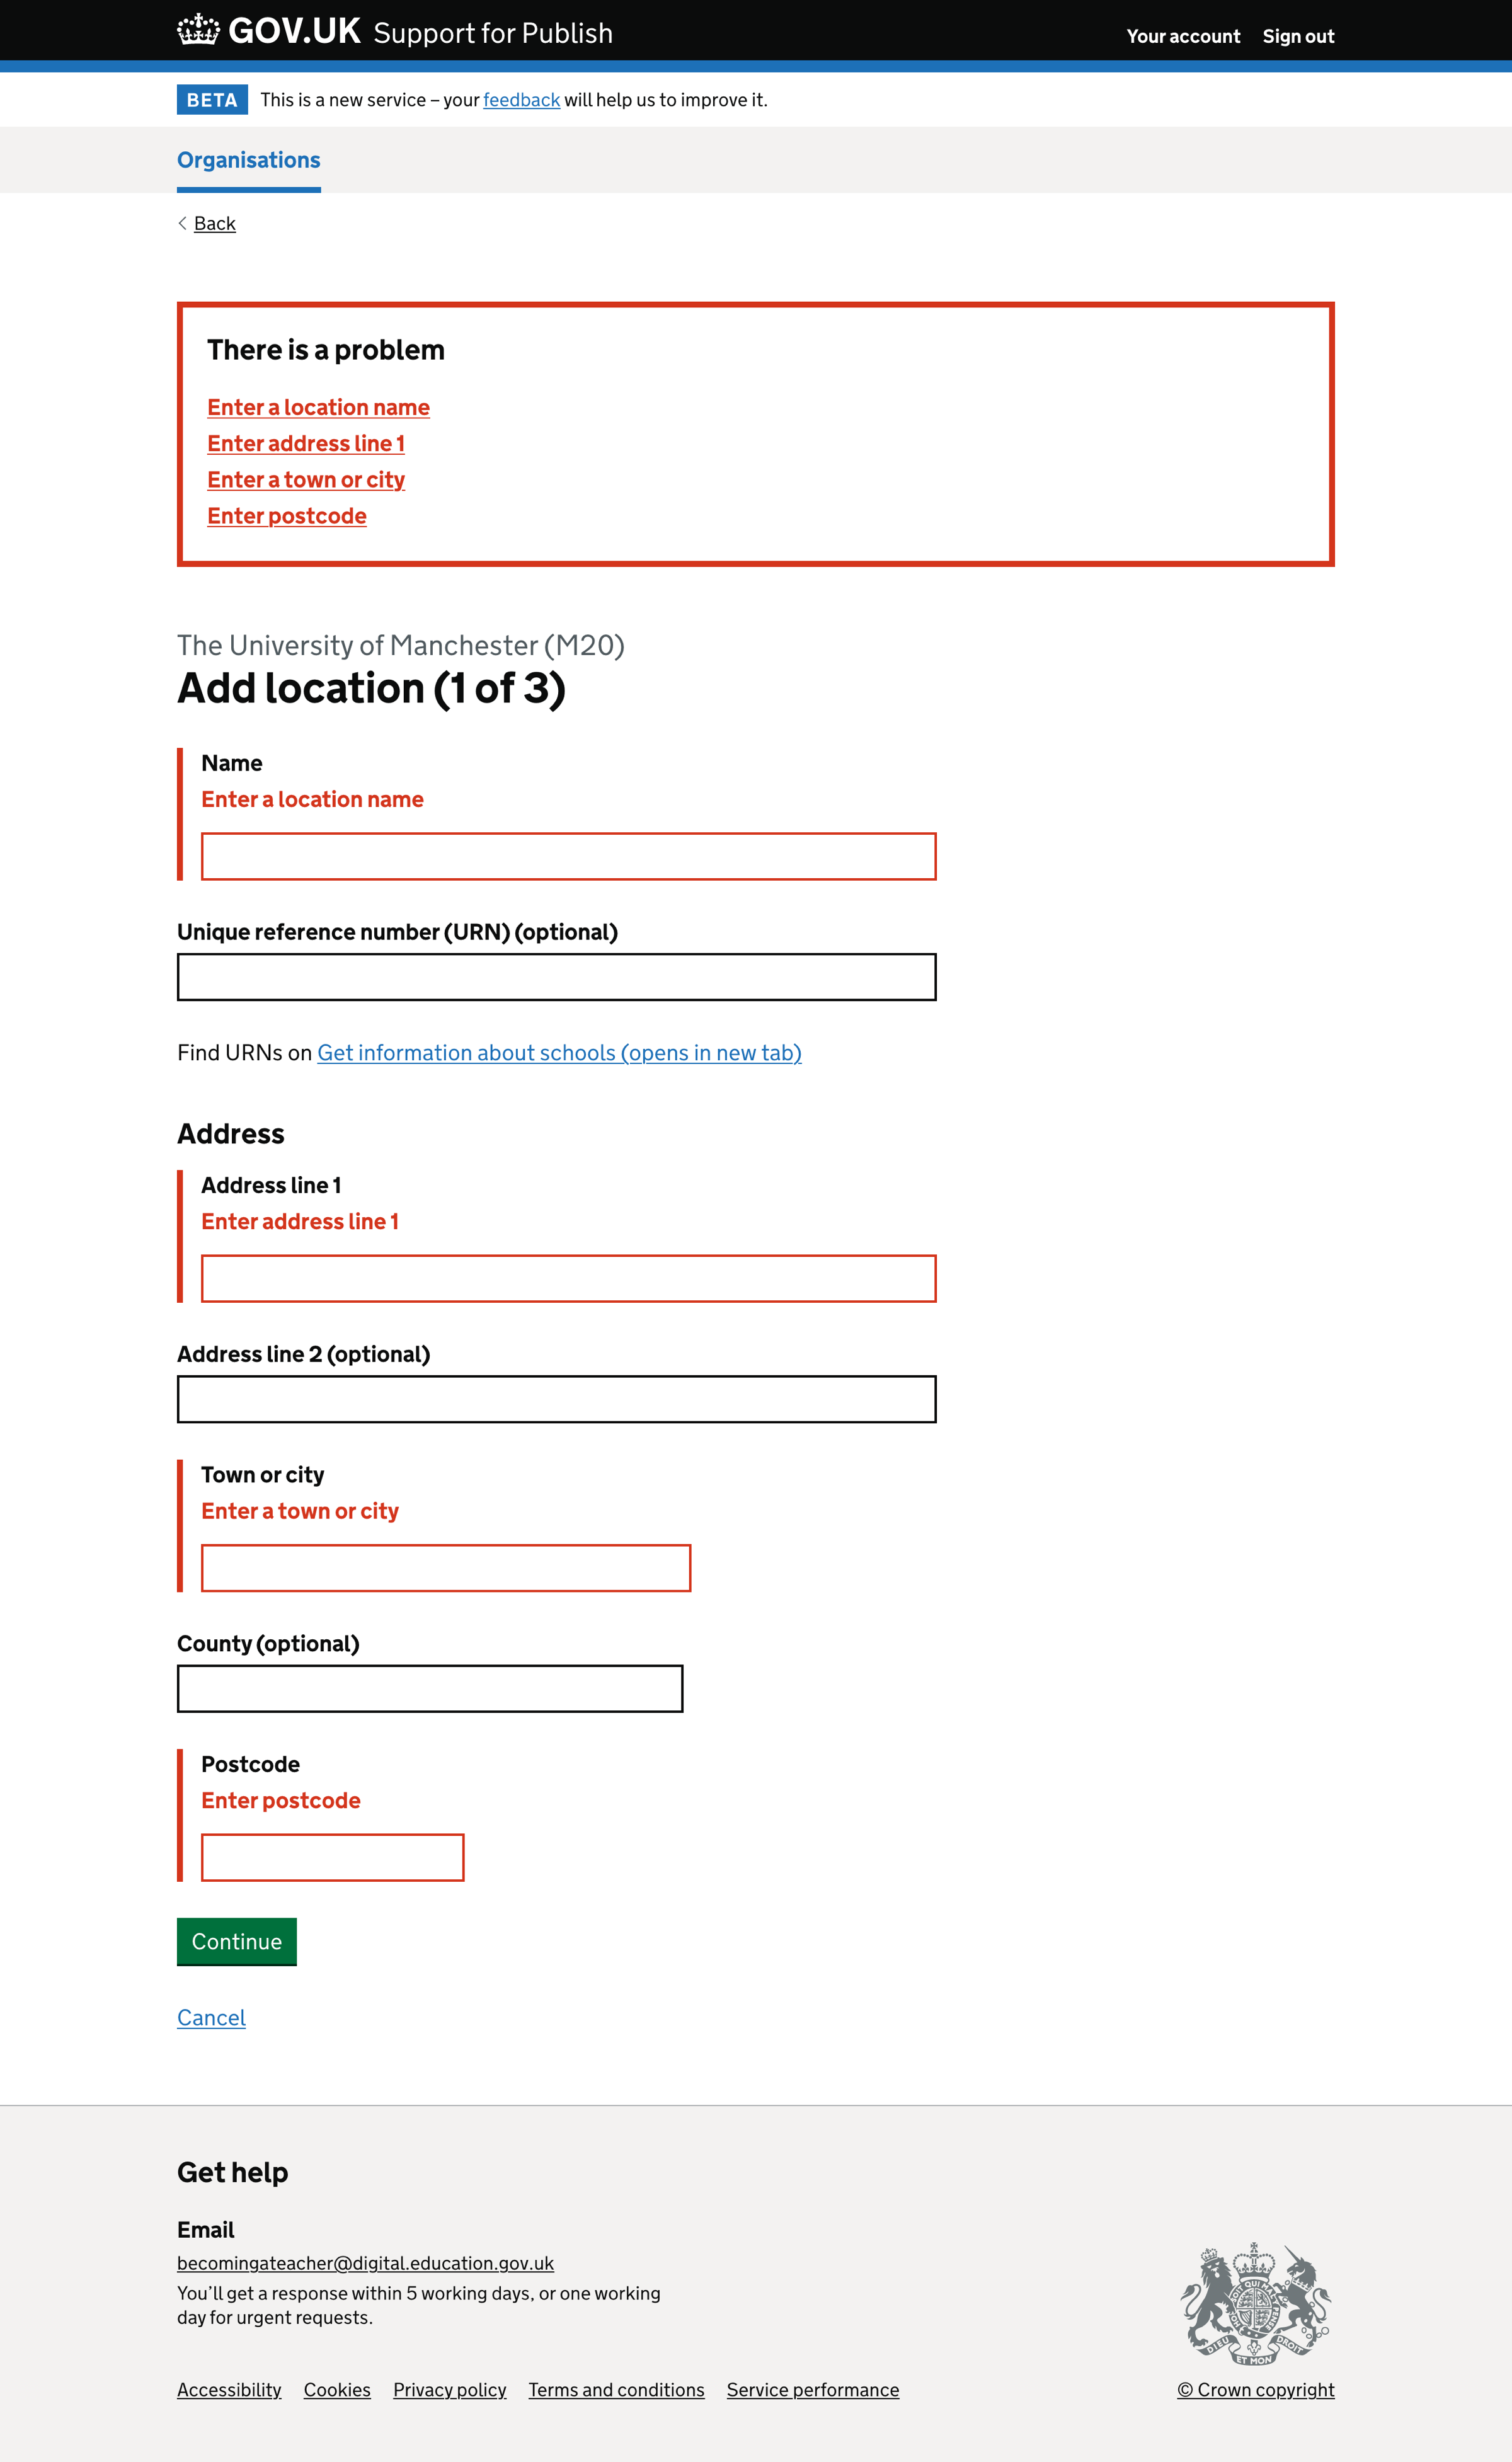 GOV.UK Support for Publish
Your account Sign out
BETA This is a new service – your feedback will help us to improve it.
Organisations
Back
There is a problem
Enter a location name
Enter address line 1
Enter a town or city
Enter postcode
The University of Manchester (M20)
Add location (1 of 3)
Name
Enter a location name
Unique reference number (URN) (optional)
Find URNs on Get information about schools (opens in new tab)
Address
Address line 1
Enter address line 1
Address line 2 (optional)
Town or city
Enter a town or city
County (optional)
Postcode
Enter postcode
Continue
Cancel
Get help
Email
becomingateacher@digital.education.gov.uk
You’ll get a response within 5 working days, or one working
day for urgent requests.
DIEU ET MON DROIT
Accessibility Cookies Privacy policy Terms and conditions Service performance
© Crown copyright